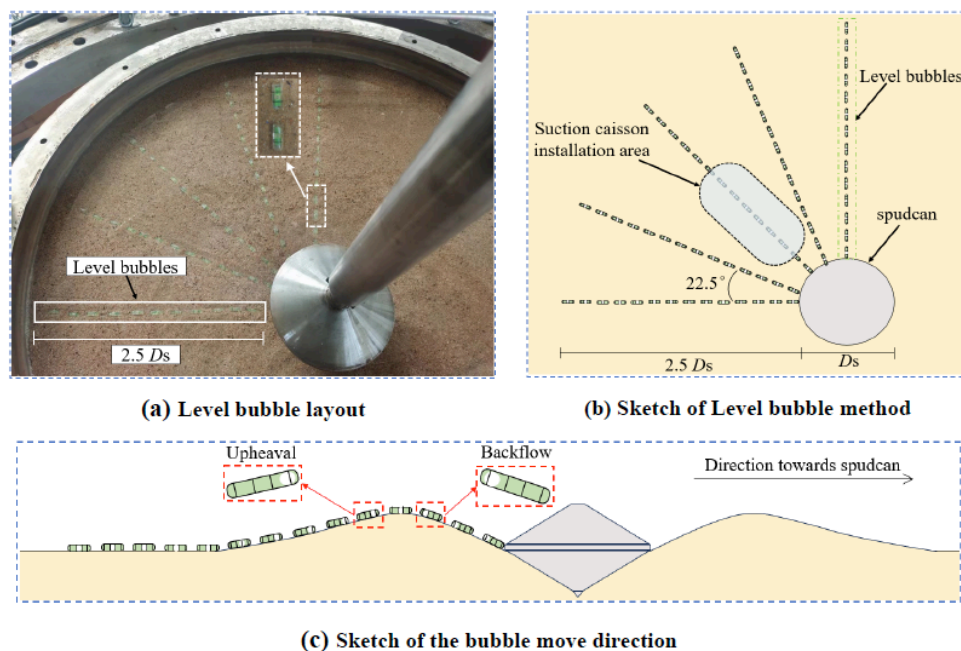 Level bubbles
2.5 Ds
(a) Level bubble layout
Level bubbles
Suction caisson
installation area
spudcan
22.5°
2.5 Ds
Ds
(b) Sketch of Level bubble method
Upheaval
Backflow
Direction towards spudcan
(c) Sketch of the bubble move direction